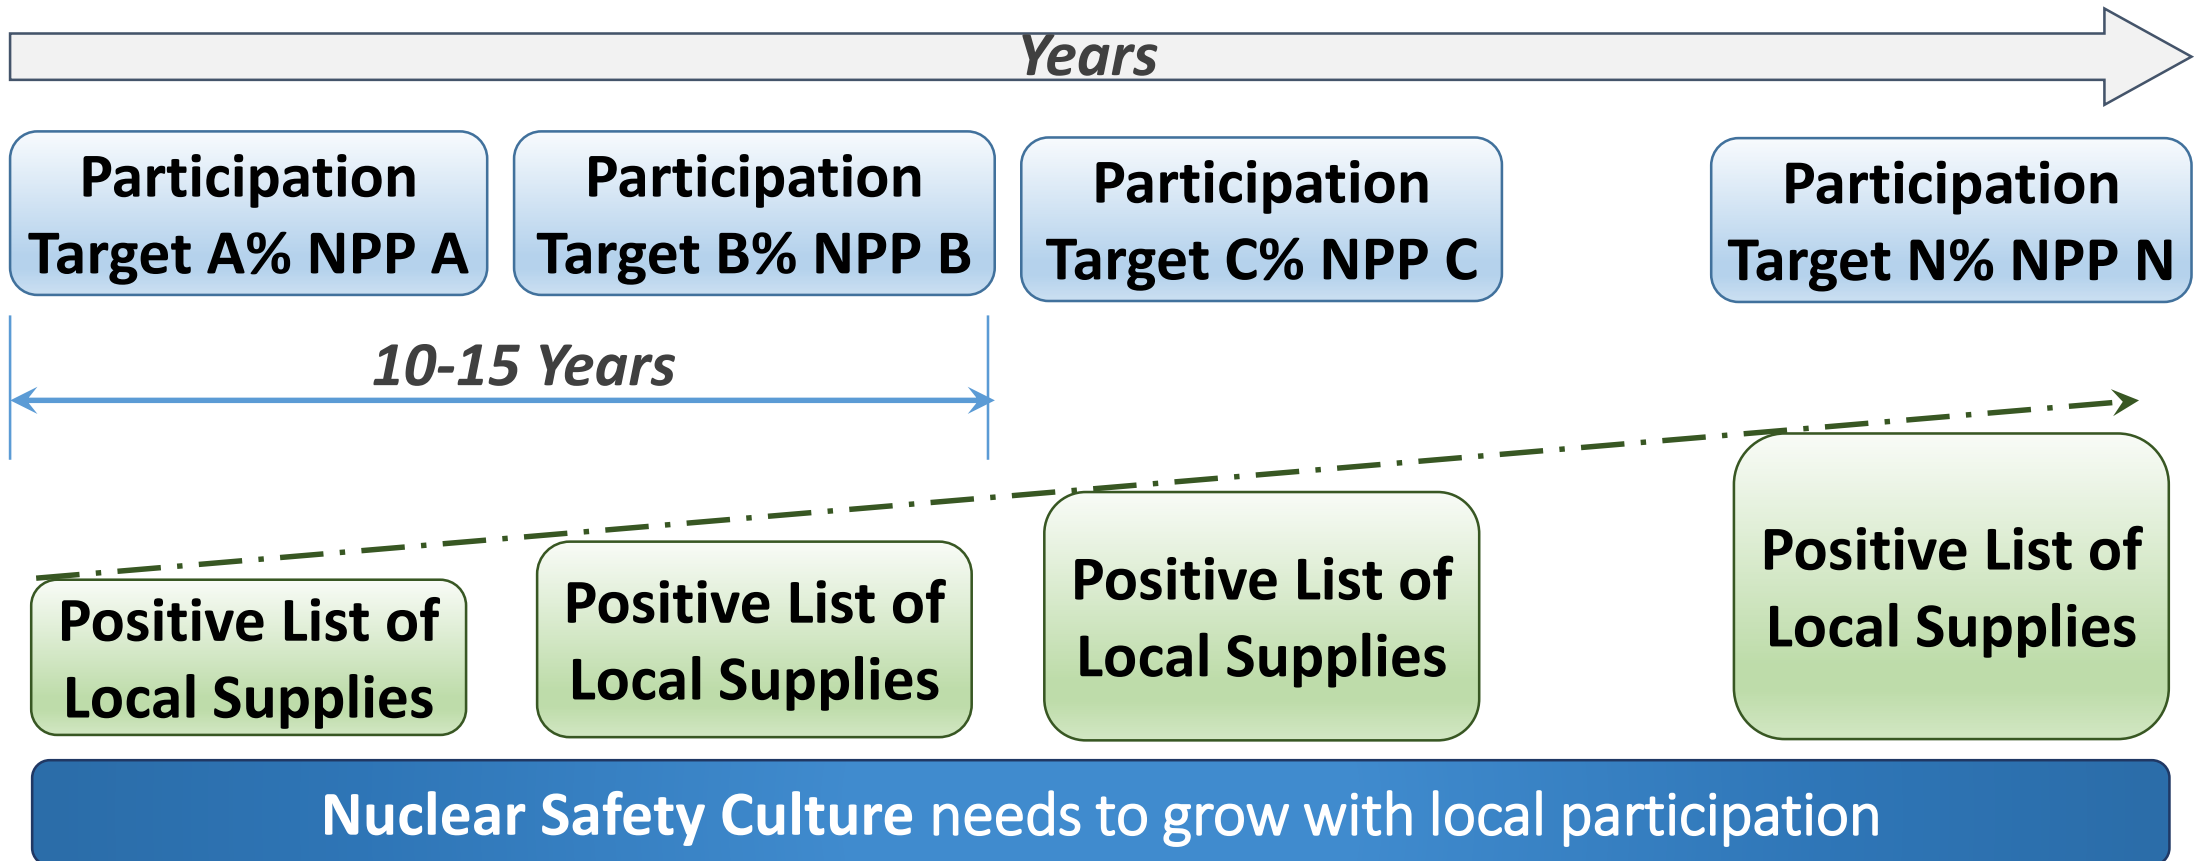 Years
Participation
Target A% NPP A
Participation
Target B% NPP B
Participation
Target C% NPP C
Participation
Target N% NPP N
10-15 Years
Positive List of
Local Supplies
Positive List of
Local Supplies
Positive List of
Local Supplies
Positive List of
Local Supplies
Nuclear Safety Culture needs to grow with local participation